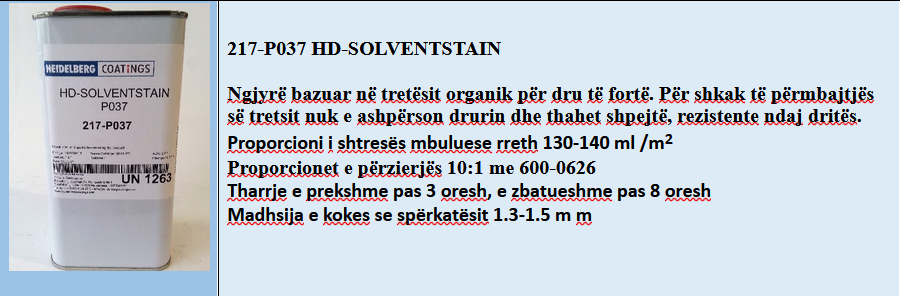 HEIDELBERG COATINGS
HD-SOLVENTSTAIN
P037
217-P037
UN 1263
217-P037 HD-SOLVENTSTAIN
Ngjyrë bazuar në tretësit organik për dru të fortë. Për shkak të përmbajtjës
së tretsit nuk e ashpërson drurin dhe thahet shpejtë, rezistente ndaj dritës.
Proporcioni i shtresës mbuluese rreth 130-140 ml /m²
Proporcionet e përzierjës 10:1 me 600-0626
Tharrje e prekshme pas 3 oresh, e zbatueshme pas 8 oresh
Madhsija e kokes se spërkatësit 1.3-1.5 m m